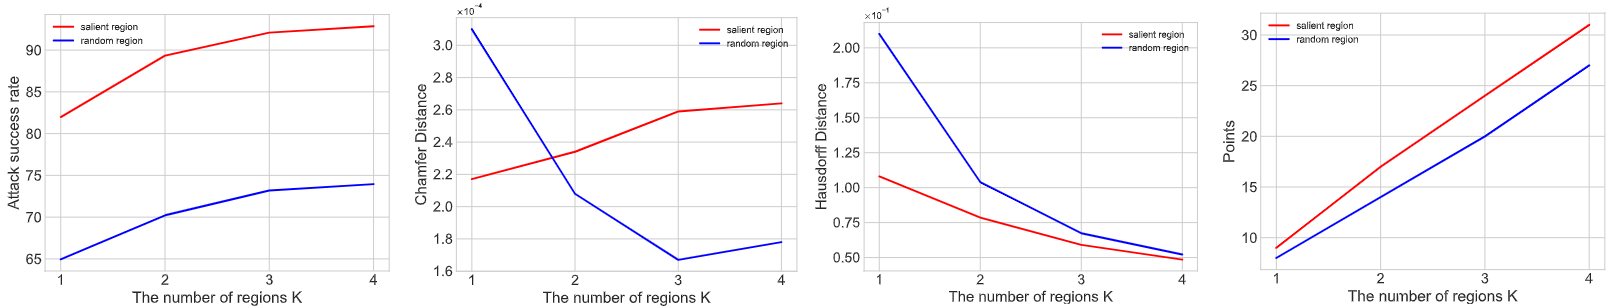 salient region
random region
90
85
80
75
70
65
1 2 3 4
Attack success rate
The number of regions K
×10⁻⁴
salient region
random region
3.0
2.8
2.6
2.4
2.2
2.0
1.8
1.6
1 2 3 4
Chamfer Distance
The number of regions K
×10⁻¹
salient region
random region
2.00
1.75
1.50
1.25
1.00
0.75
0.50
1 2 3 4
Hausdorff Distance
The number of regions K
salient region
random region
30
25
20
15
10
1 2 3 4
Points
The number of regions K